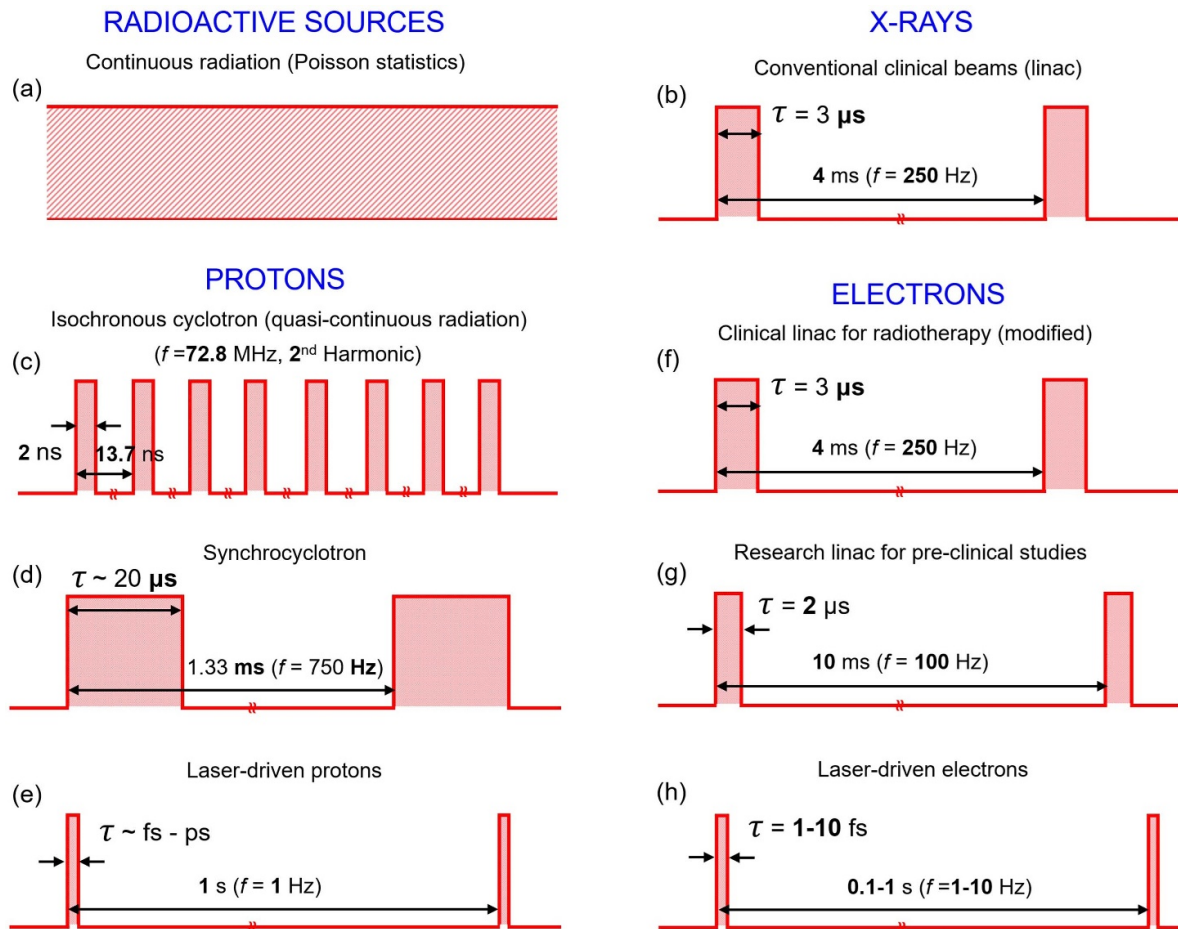 RADIOACTIVE SOURCES
Continuous radiation (Poisson statistics)
(a)
X-RAYS
Conventional clinical beams (linac)
(b)
τ = 3 µs
4 ms (f = 250 Hz)
PROTONS
Isochronous cyclotron (quasi-continuous radiation)
(f =72.8 MHz, 2nd Harmonic)
(c)
2 ns
13.7 ns
Synchrocyclotron
(d)
τ ~ 20 µs
1.33 ms (f = 750 Hz)
Laser-driven protons
(e)
τ ~ fs - ps
1 s (f = 1 Hz)
ELECTRONS
Clinical linac for radiotherapy (modified)
(f)
τ = 3 µs
4 ms (f = 250 Hz)
Research linac for pre-clinical studies
(g)
τ = 2 µs
10 ms (f = 100 Hz)
Laser-driven electrons
(h)
τ = 1-10 fs
0.1-1 s (f =1-10 Hz)